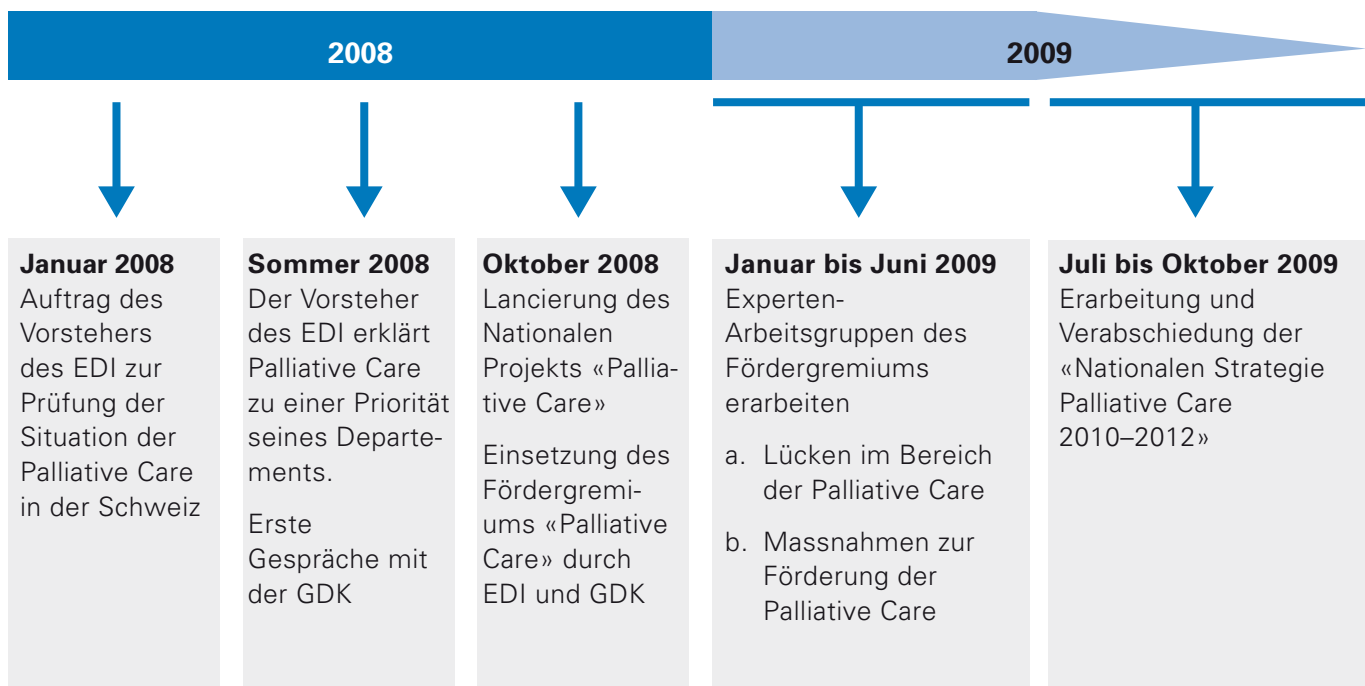 2008
2009
Januar 2008
Auftrag des
Vorstehers
des EDI zur
Prüfung der
Situation der
Palliative Care
in der Schweiz
Sommer 2008
Der Vorsteher
des EDI erklärt
Palliative Care
zu einer Priorität
seines Departe-
ments.
Erste
Gespräche mit
der GDK
Oktober 2008
Lancierung des
Nationalen
Projekts «Pallia-
tive Care»
Einsetzung des
Fördergremi-
ums «Palliative
Care» durch
EDI und GDK
Januar bis Juni 2009
Experten-
Arbeitsgruppen des
Fördergremiums
erarbeiten
a. Lücken im Bereich
der Palliative Care
b. Massnahmen zur
Förderung der
Palliative Care
Juli bis Oktober 2009
Erarbeitung und
Verabschiedung der
«Nationalen Strategie
Palliative Care
2010–2012»